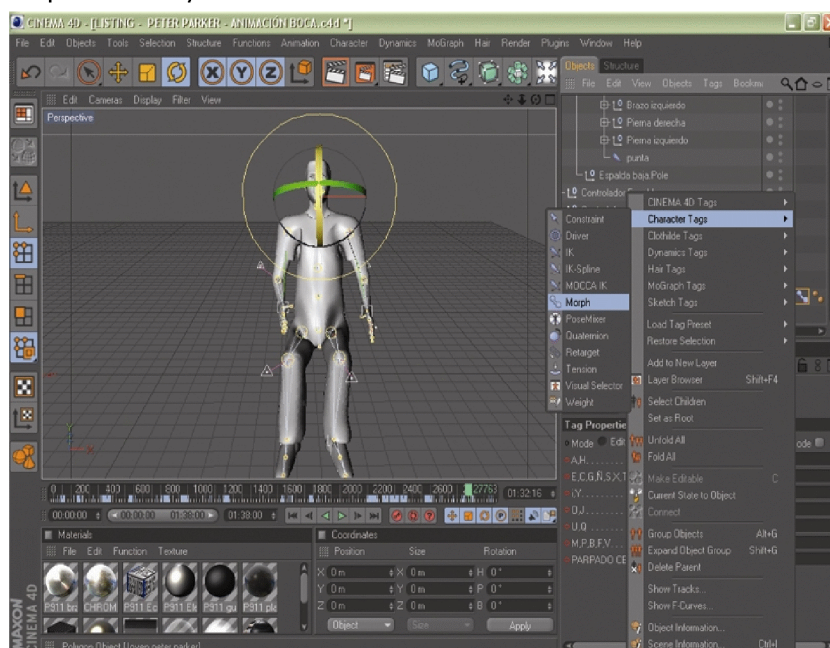 CINEMA 4D - [LISTING - PETER PARKER - ANIMACIÓN BOCA.c4d *]
File Edit Objects Tools Selection Structure Functions Animation Character Dynamics MoGraph Hair Render Plugins Window Help
Objects Structure
File Edit View Objects Tags Bookm
Edit Cameras Display Filter View
Perspective
Brazo izquierdo
Pierna derecha
Pierna izquierdo
punta
Espalda baja.Pole
CINEMA 4D Tags
Character Tags
Clothilde Tags
Dynamics Tags
Hair Tags
MoGraph Tags
Sketch Tags
Load Tag Preset
Restore Selection
Add to New Layer
Layer Browser Shift+F4
Select Children
Set as Root
Unfold All
Fold All
Make Editable C
Current State to Object
Connect
Group Objects Alt+G
Expand Object Group Shift+G
Delete Parent
Show Tracks...
Show F-Curves...
Object Information...
Scene Information... Ctrl+I
Constraint
Driver
IK
IK-Spline
MOCCA IK
Morph
PoseMixer
Quaternion
Retarget
Tension
Visual Selector
Weight
Tag Propertie
Mode Edit
A,H
E,C,G,Ñ,S,X,T
I,Y
O,J
U,Q
M,P,B,F,V
PARPADO CE
0 200 400 600 800 1000 1200 1400 1600 1800 2000 2200 2400 2600 27763 01:32:16
00:00:00 00:00:00 01:38:00 01:38:00
Materials
File Edit Function Texture
P911 bra CHROM P911 Ec P911 Ele P911 gu P911 pla
Coordinates
Position Size Rotation
X 0 m X 0 m H 0°
Y 0 m Y 0 m P 0°
Z 0 m Z 0 m B 0°
Object Size Apply
MAXON
CINEMA 4D
Polygon Object [Joven peter parker]